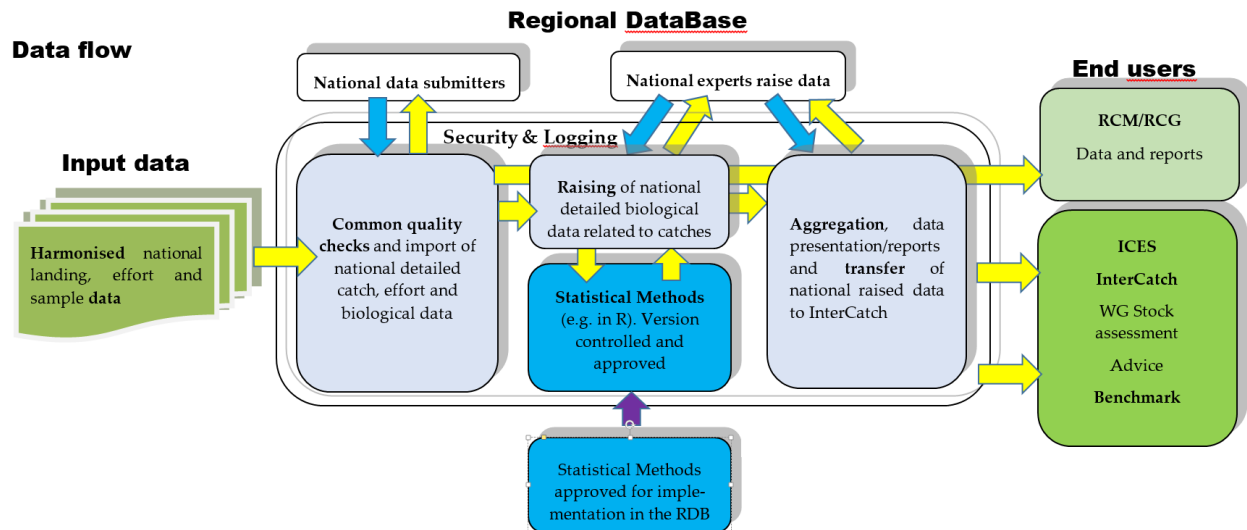 Regional DataBase
Data flow
National data submitters
National experts raise data
End users
RCM/RCG
Data and reports
Security & Logging
Input data
Harmonised national
landing, effort and
sample data
Common quality
checks and import of
national detailed
catch, effort and
biological data
Raising of national
detailed biological
data related to catches
Statistical Methods
(e.g. in R). Version
controlled and
approved
Aggregation, data
presentation/reports
and transfer of
national raised data
to InterCatch
ICES
InterCatch
WG Stock
assessment
Advice
Benchmark
Statistical Methods
approved for imple-
mentation in the RDB